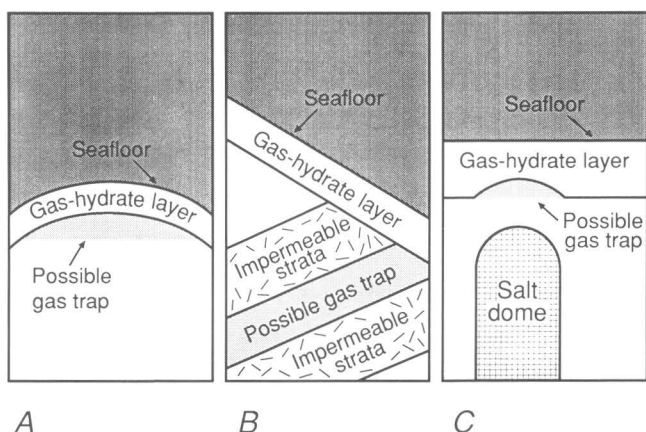 Seafloor
Gas-hydrate layer
Possible
gas trap
A
Seafloor
Gas-hydrate layer
Impermeable
strata
Possible gas trap
Impermeable
strata
B
Seafloor
Gas-hydrate layer
Possible
gas trap
Salt
dome
C